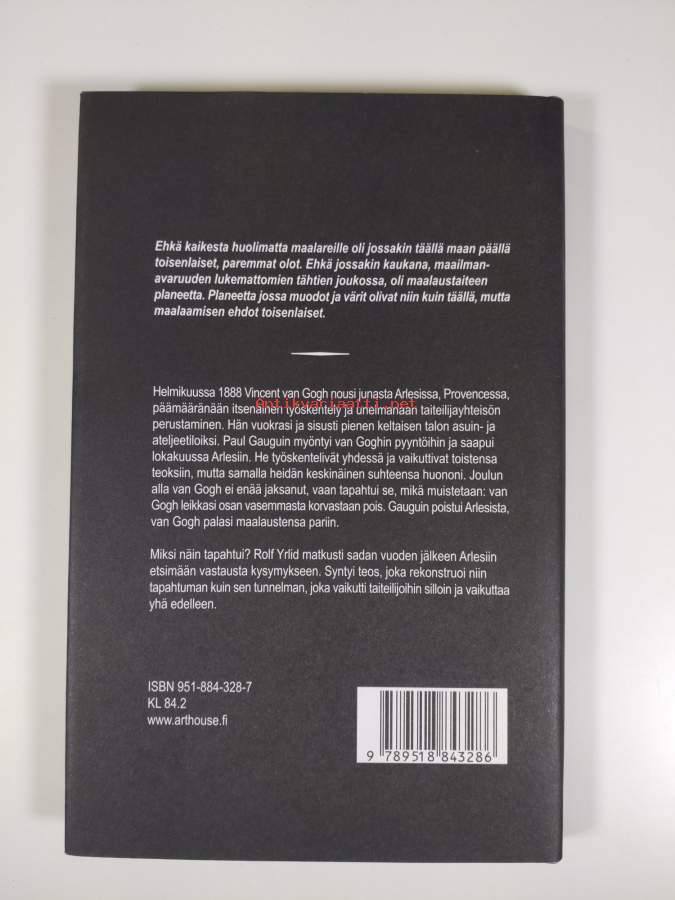 Ehkä kaikesta huolimatta maalareille oli jossakin täällä maan päällä
toisenlaiset, paremmat olot. Ehkä jossakin kaukana, maailman-
avaruuden lukemattomien tähtien joukossa, oli maalaustaiteen
planeetta. Planeetta jossa muodot ja värit olivat niin kuin täällä, mutta
maalaamisen ehdot toisenlaiset.
Helmikuussa 1888 Vincent van Gogh nousi junasta Arlesissa, Provencessa,
Antikvariaatti.net
päämääränään itsenäinen työskentely ja unelmanaan taiteilijayhteisön
perustaminen. Hän vuokrasi ja sisusti pienen keltaisen talon asuin- ja
ateljeetiloiksi. Paul Gauguin myöntyi van Goghin pyyntöihin ja saapui
lokakuussa Arlesiin. He työskentelivät yhdessä ja vaikuttivat toistensa
teoksiin, mutta samalla heidän keskinäinen suhteensa huononi. Joulun
alla van Gogh ei enää jaksanut, vaan tapahtui se, mikä muistetaan: van
Gogh leikkasi osan vasemmasta korvastaan pois. Gauguin poistui Arlesista,
van Gogh palasi maalaustensa pariin.
Miksi näin tapahtui? Rolf Yrlid matkusti sadan vuoden jälkeen Arlesiin
etsimään vastausta kysymykseen. Syntyi teos, joka rekonstruoi niin
tapahtuman kuin sen tunnelman, joka vaikutti taiteilijoihin silloin ja vaikuttaa
yhä edelleen.
ISBN 951-884-328-7
KL 84.2
www.arthouse.fi
9 789518 843286